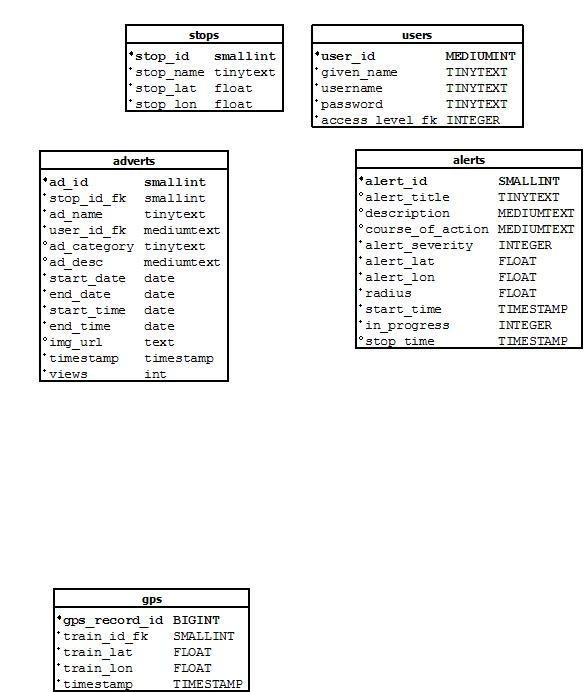 stops
*stop_id smallint
*stop_name tinytext
*stop_lat float
*stop_lon float
users
*user_id MEDIUMINT
*given_name TINYTEXT
*username TINYTEXT
*password TINYTEXT
*access_level_fk INTEGER
adverts
*ad_id smallint
*stop_id_fk smallint
*ad_name tinytext
*user_id_fk mediumtext
°ad_category tinytext
°ad_desc mediumtext
*start_date date
*end_date date
*start_time date
*end_time date
°img_url text
*timestamp timestamp
*views int
alerts
*alert_id SMALLINT
°alert_title TINYTEXT
°description MEDIUMTEXT
°course_of_action MEDIUMTEXT
*alert_severity INTEGER
*alert_lat FLOAT
*alert_lon FLOAT
*radius FLOAT
*start_time TIMESTAMP
*in_progress INTEGER
°stop_time TIMESTAMP
gps
*gps_record_id BIGINT
*train_id_fk SMALLINT
*train_lat FLOAT
*train_lon FLOAT
*timestamp TIMESTAMP